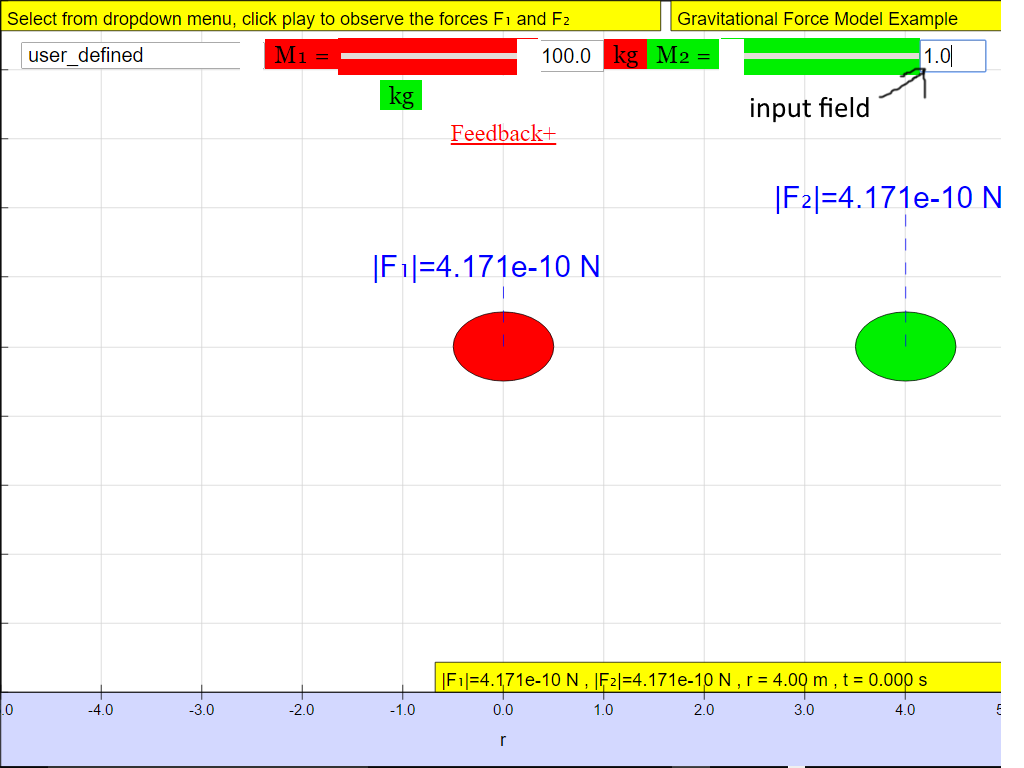 Select from dropdown menu, click play to observe the forces F₁ and F₂
Gravitational Force Model Example
user_defined
M₁ =
100.0
kg
M₂ =
1.0
kg
input field
Feedback+
|F₂|=4.171e-10 N
|F₁|=4.171e-10 N
|F₁|=4.171e-10 N , |F₂|=4.171e-10 N , r = 4.00 m , t = 0.000 s
.0 -4.0 -3.0 -2.0 -1.0 0.0 1.0 2.0 3.0 4.0 5
r